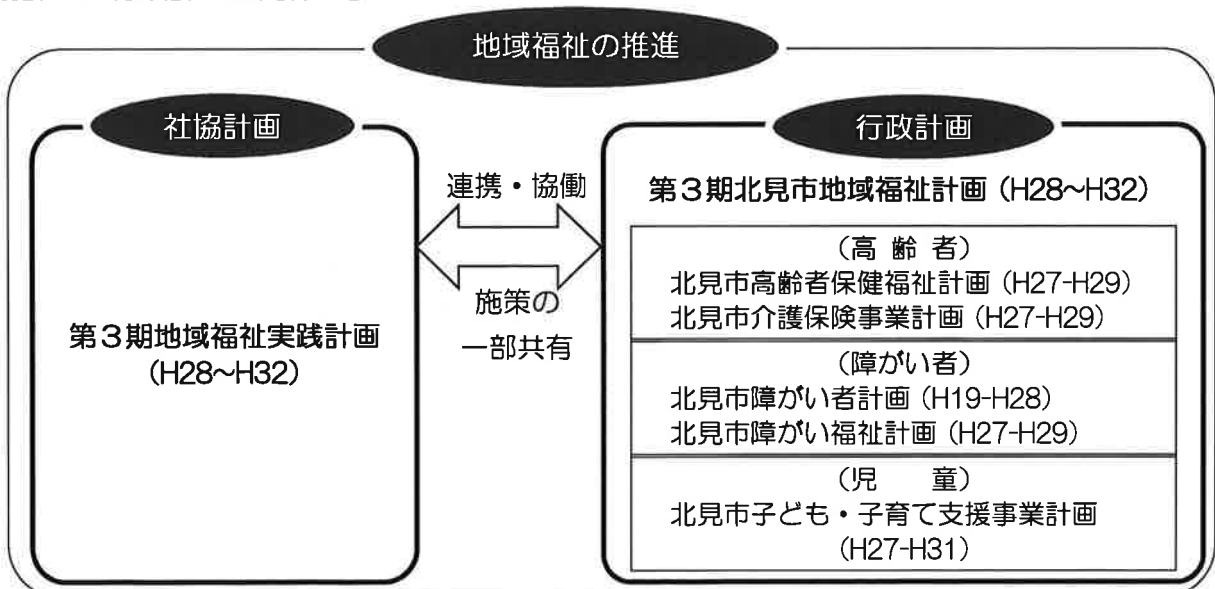 地域福祉の推進
社協計画
第3期地域福祉実践計画
(H28～H32)
連携・協働
施策の
一部共有
行政計画
第3期北見市地域福祉計画 (H28～H32)
(高 齢 者)
北見市高齢者保健福祉計画 (H27-H29)
北見市介護保険事業計画 (H27-H29)
(障がい者)
北見市障がい者計画 (H19-H28)
北見市障がい福祉計画 (H27-H29)
(児　　童)
北見市子ども・子育て支援事業計画
(H27-H31)